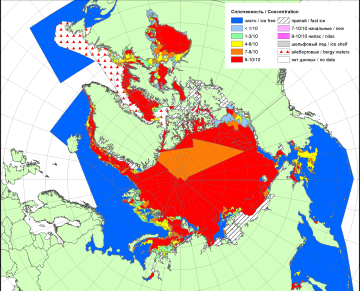 Сплоченность / Concentration
чисто / ice free
< 1/10
1-3/10
4-6/10
7-8/10
9-10/10
припай / fast ice
7-10/10 начальные / new
9-10/10 нилас / nilas
шельфовый лед / ice shelf
айсберговые / bergy waters
нет данных / no data